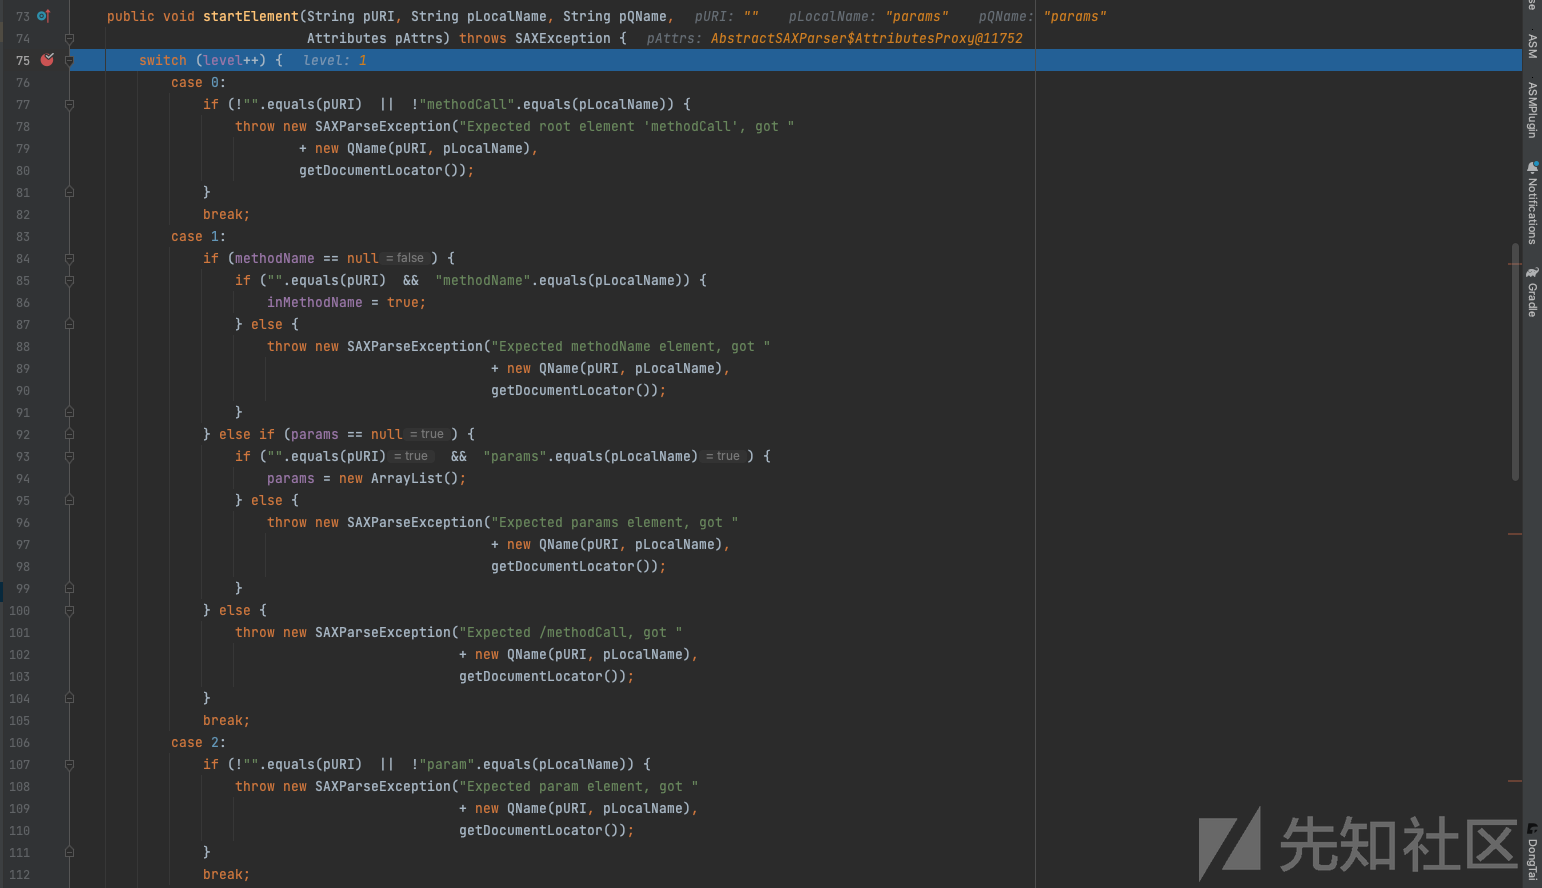 73 public void startElement(String pURI, String pLocalName, String pQName, pURI: "" pLocalName: "params" pQName: "params"
74 Attributes pAttrs) throws SAXException { pAttrs: AbstractSAXParser$AttributesProxy@11752
75 switch (level++) { level: 1
76 case 0:
77 if (!"".equals(pURI) || !"methodCall".equals(pLocalName)) {
78 throw new SAXParseException("Expected root element 'methodCall', got "
79 + new QName(pURI, pLocalName),
80 getDocumentLocator());
81 }
82 break;
83 case 1:
84 if (methodName == null = false ) {
85 if ("".equals(pURI) && "methodName".equals(pLocalName)) {
86 inMethodName = true;
87 } else {
88 throw new SAXParseException("Expected methodName element, got "
89 + new QName(pURI, pLocalName),
90 getDocumentLocator());
91 }
92 } else if (params == null = true ) {
93 if ("".equals(pURI) = true && "params".equals(pLocalName) = true ) {
94 params = new ArrayList();
95 } else {
96 throw new SAXParseException("Expected params element, got "
97 + new QName(pURI, pLocalName),
98 getDocumentLocator());
99 }
100 } else {
101 throw new SAXParseException("Expected /methodCall, got "
102 + new QName(pURI, pLocalName),
103 getDocumentLocator());
104 }
105 break;
106 case 2:
107 if (!"".equals(pURI) || !"param".equals(pLocalName)) {
108 throw new SAXParseException("Expected param element, got "
109 + new QName(pURI, pLocalName),
110 getDocumentLocator());
111 }
112 break;
se
ASM
ASMPlugin
Notifications
Gradle
DongTai
先知社区